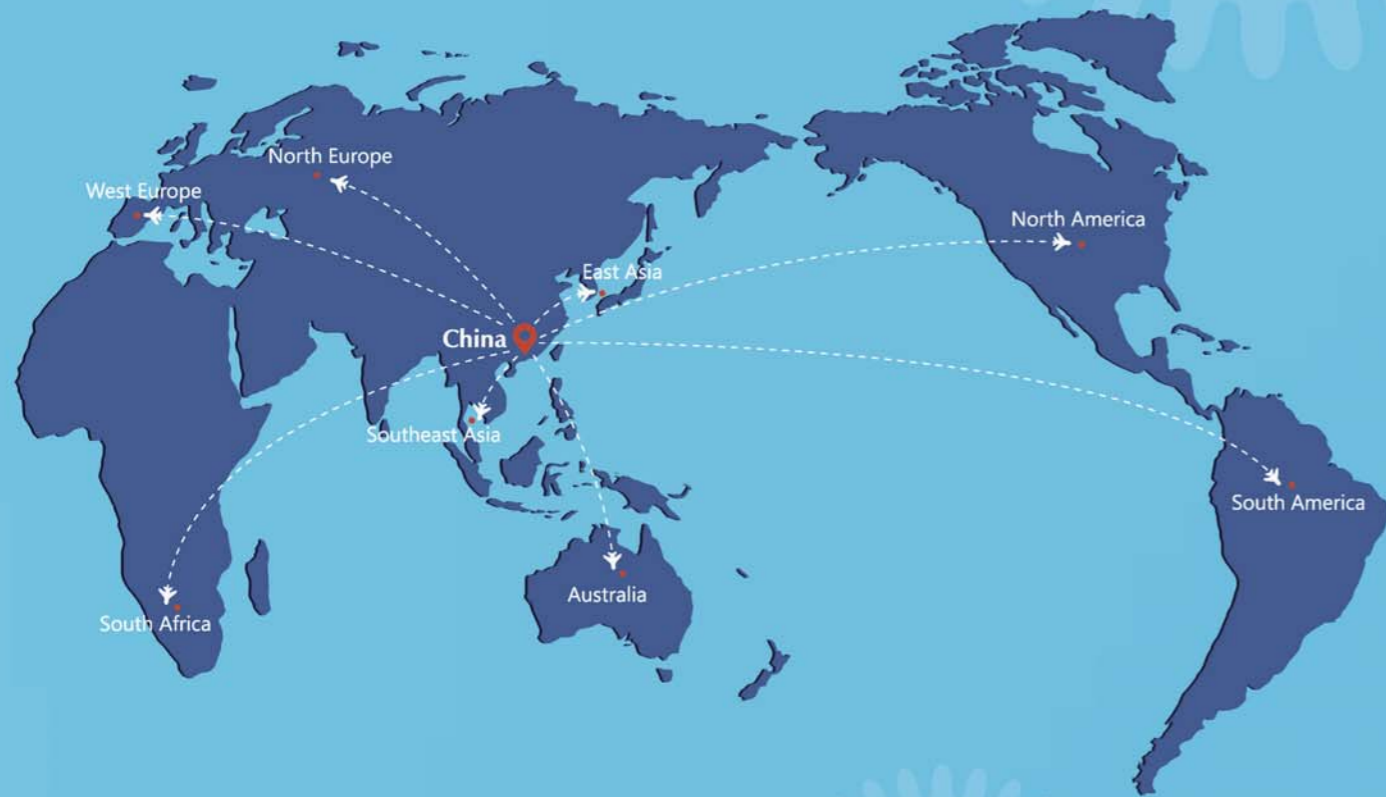 North Europe
West Europe
North America
East Asia
China
Southeast Asia
South America
Australia
South Africa